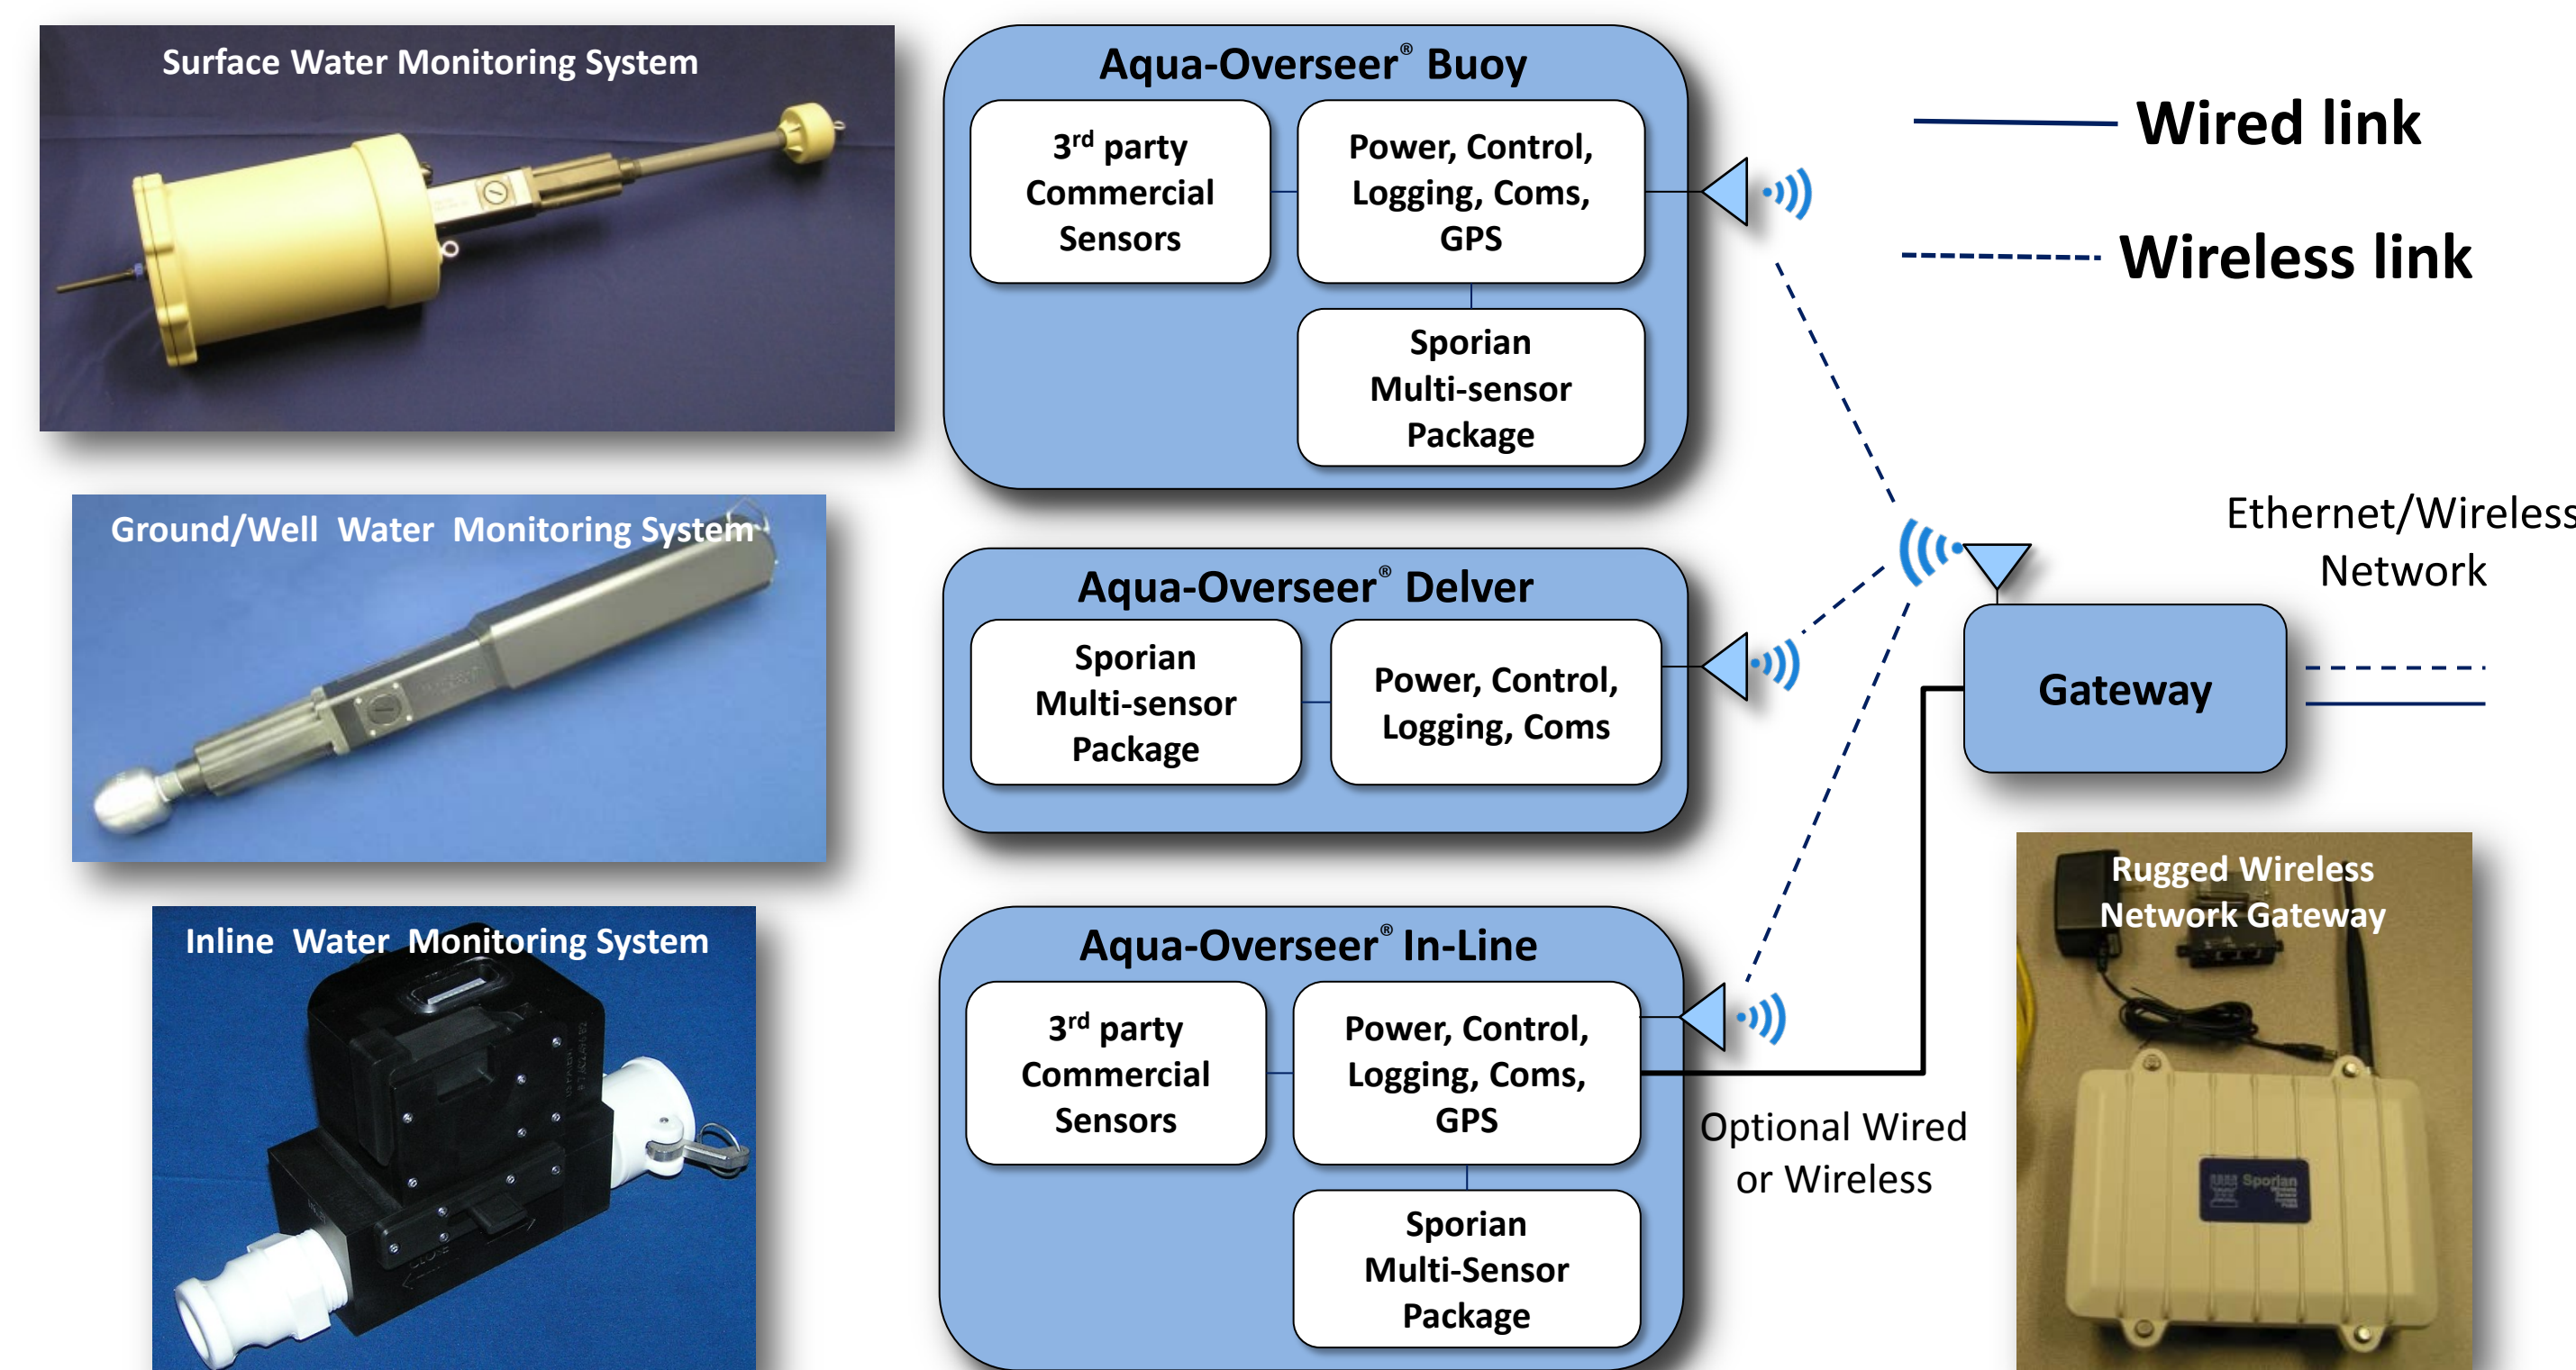 Surface Water Monitoring System
Aqua-Overseer® Buoy
3rd party
Commercial
Sensors
Power, Control,
Logging, Coms,
GPS
Sporian
Multi-sensor
Package
Wired link
Wireless link
Ground/Well Water Monitoring System
Aqua-Overseer® Delver
Sporian
Multi-sensor
Package
Power, Control,
Logging, Coms
Ethernet/Wireless
Network
Gateway
Inline Water Monitoring System
CLOSE
Aqua-Overseer® In-Line
3rd party
Commercial
Sensors
Power, Control,
Logging, Coms,
GPS
Sporian
Multi-Sensor
Package
Optional Wired
or Wireless
Rugged Wireless
Network Gateway
Sporian